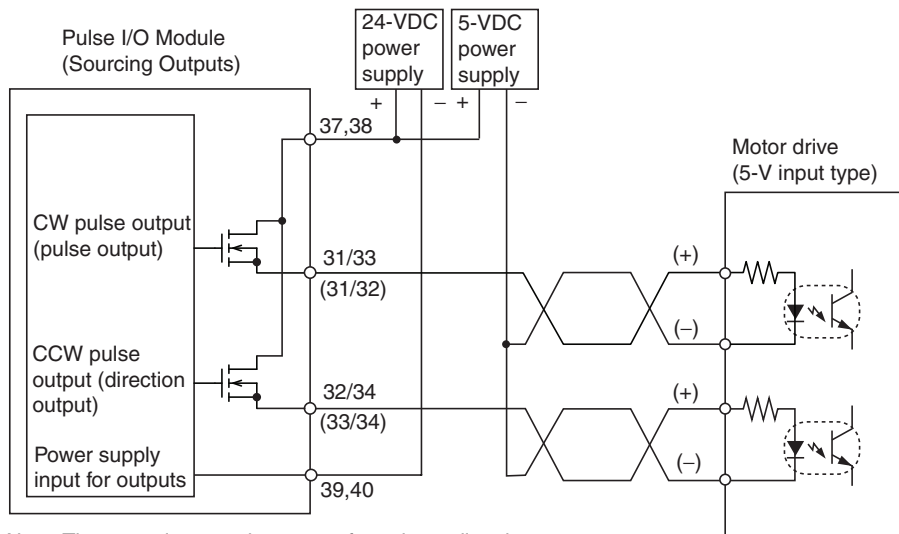 24-VDC
power
supply
5-VDC
power
supply
Pulse I/O Module
(Sourcing Outputs)
+
–
+
–
37,38
Motor drive
(5-V input type)
CW pulse output
(pulse output)
31/33
(31/32)
(+)
(–)
CCW pulse
output (direction
output)
32/34
(33/34)
(+)
(–)
Power supply
input for outputs
39,40